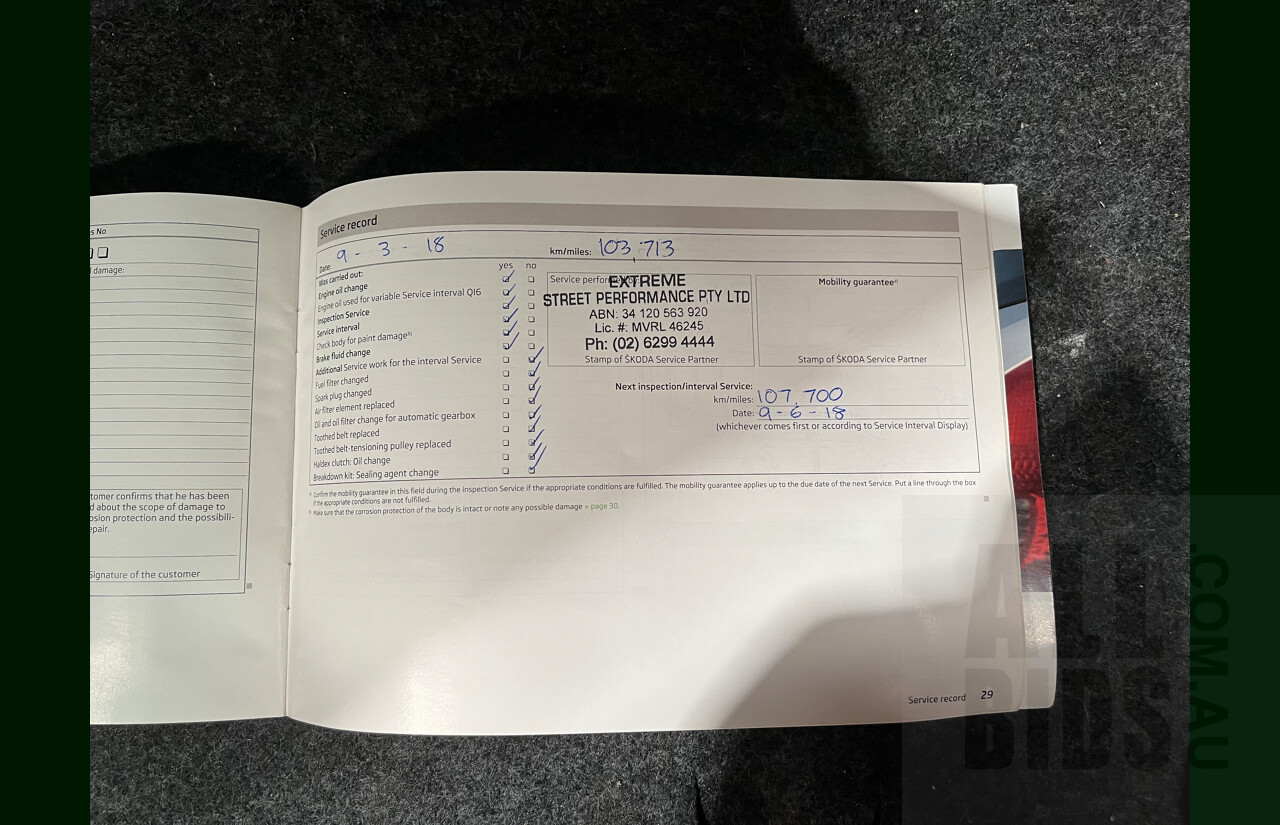 s No
damage:
tomer confirms that he has been
d about the scope of damage to
osion protection and the possibili-
epair.
Signature of the customer
Service record
Date: 9 - 3 - 18 km/miles: 103,713
Was carried out: yes no
Engine oil change
Engine oil used for variable Service interval QI6
Inspection Service
Service interval
Check body for paint damage b)
Brake fluid change
Additional Service work for the interval Service
Fuel filter changed
Spark plug changed
Air filter element replaced
Oil and oil filter change for automatic gearbox
Toothed belt replaced
Toothed belt-tensioning pulley replaced
Haldex clutch: Oil change
Breakdown kit: Sealing agent change
Service perfor
EXTREME
STREET PERFORMANCE PTY LTD
ABN: 34 120 563 920
Lic. #: MVRL 46245
Ph: (02) 6299 4444
Stamp of ŠKODA Service Partner
Mobility guarantee a)
Stamp of ŠKODA Service Partner
Next inspection/interval Service:
km/miles: 107,700
Date: 9 - 6 - 18
(whichever comes first or according to Service Interval Display)
a) Confirm the mobility guarantee in this field during the inspection Service if the appropriate conditions are fulfilled. The mobility guarantee applies up to the due date of the next Service. Put a line through the box
if the appropriate conditions are not fulfilled.
b) Make sure that the corrosion protection of the body is intact or note any possible damage » page 30.
Service record 29
ALL
BIDS
.COM.AU